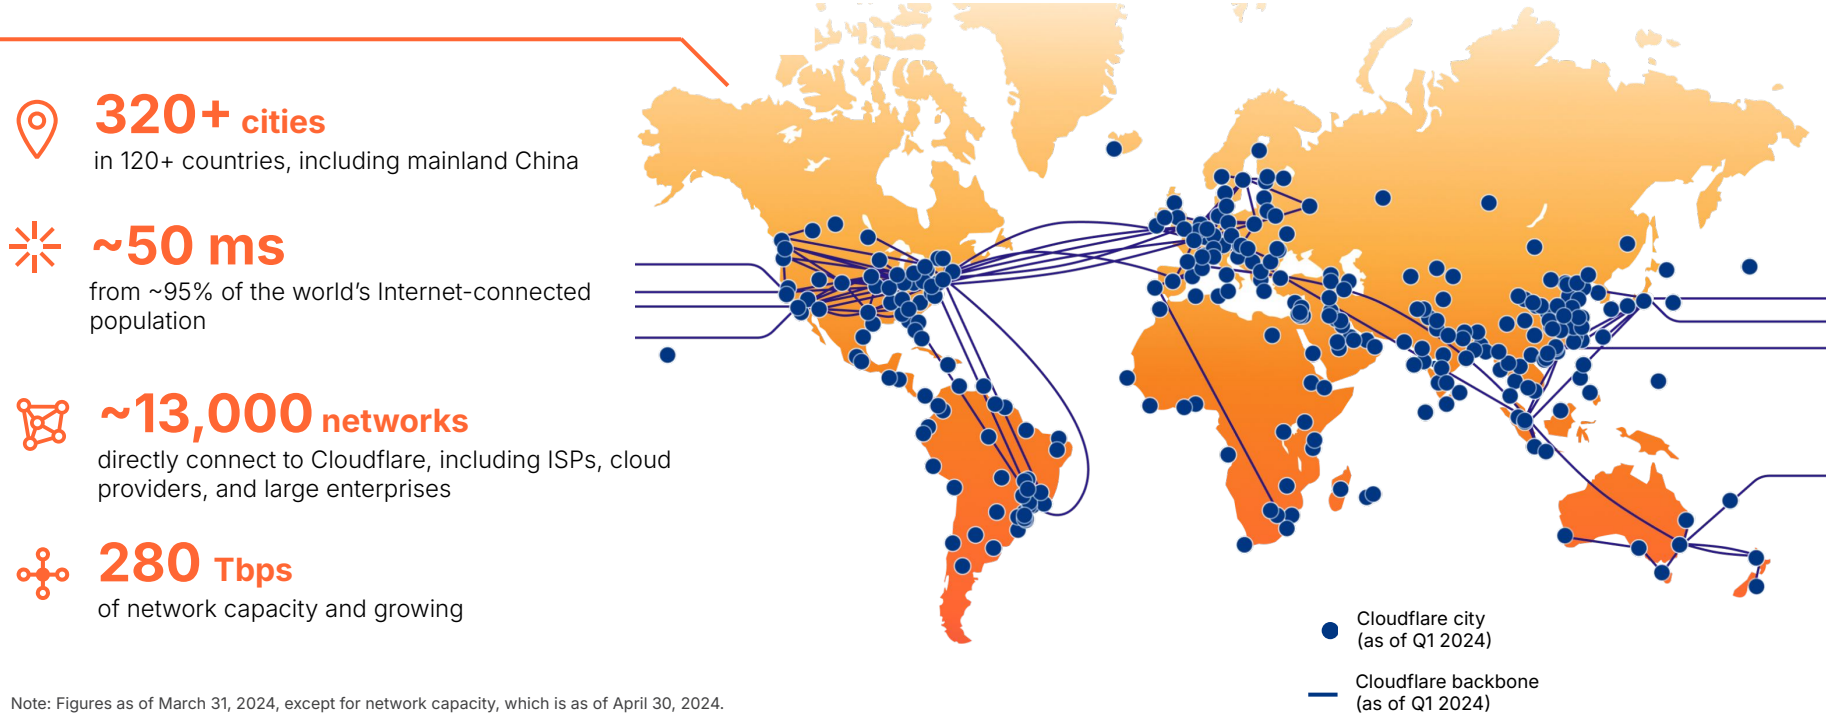 320+ cities
in 120+ countries, including mainland China
~50 ms
from ~95% of the world’s Internet-connected
population
~13,000 networks
directly connect to Cloudflare, including ISPs, cloud
providers, and large enterprises
280 Tbps
of network capacity and growing
Cloudflare city
(as of Q1 2024)
Cloudflare backbone
(as of Q1 2024)
Note: Figures as of March 31, 2024, except for network capacity, which is as of April 30, 2024.